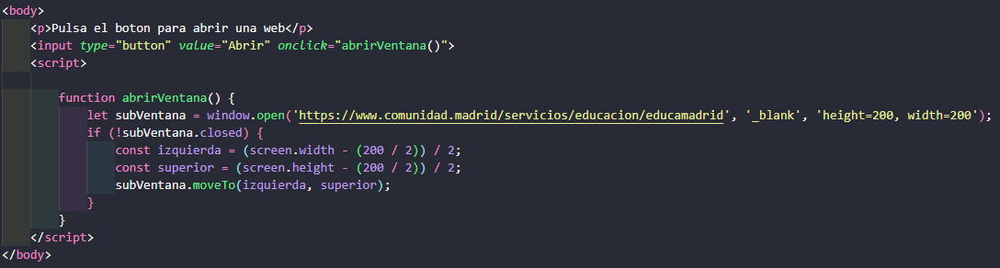 <body>
<p>Pulsa el boton para abrir una web</p>
<input type="button" value="Abrir" onclick="abrirVentana()">
<script>
function abrirVentana() {
let subVentana = window.open('https://www.comunidad.madrid/servicios/educacion/educamadrid', '_blank', 'height=200, width=200');
if (!subVentana.closed) {
const izquierda = (screen.width - (200 / 2)) / 2;
const superior = (screen.height - (200 / 2)) / 2;
subVentana.moveTo(izquierda, superior);
}
}
</script>
</body>